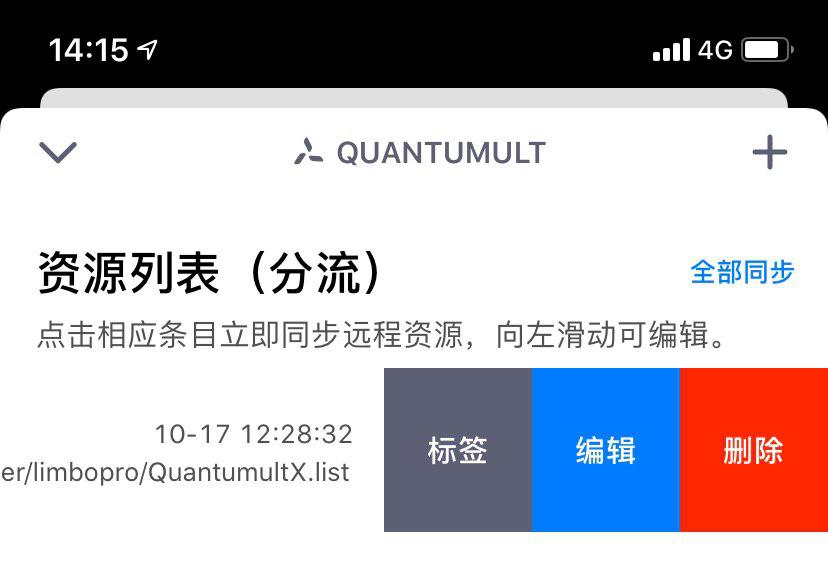 14:15 4G
QUANTUMULT
资源列表（分流） 全部同步
点击相应条目立即同步远程资源，向左滑动可编辑。
10-17 12:28:32
er/limbopro/QuantumultX.list
标签 编辑 删除